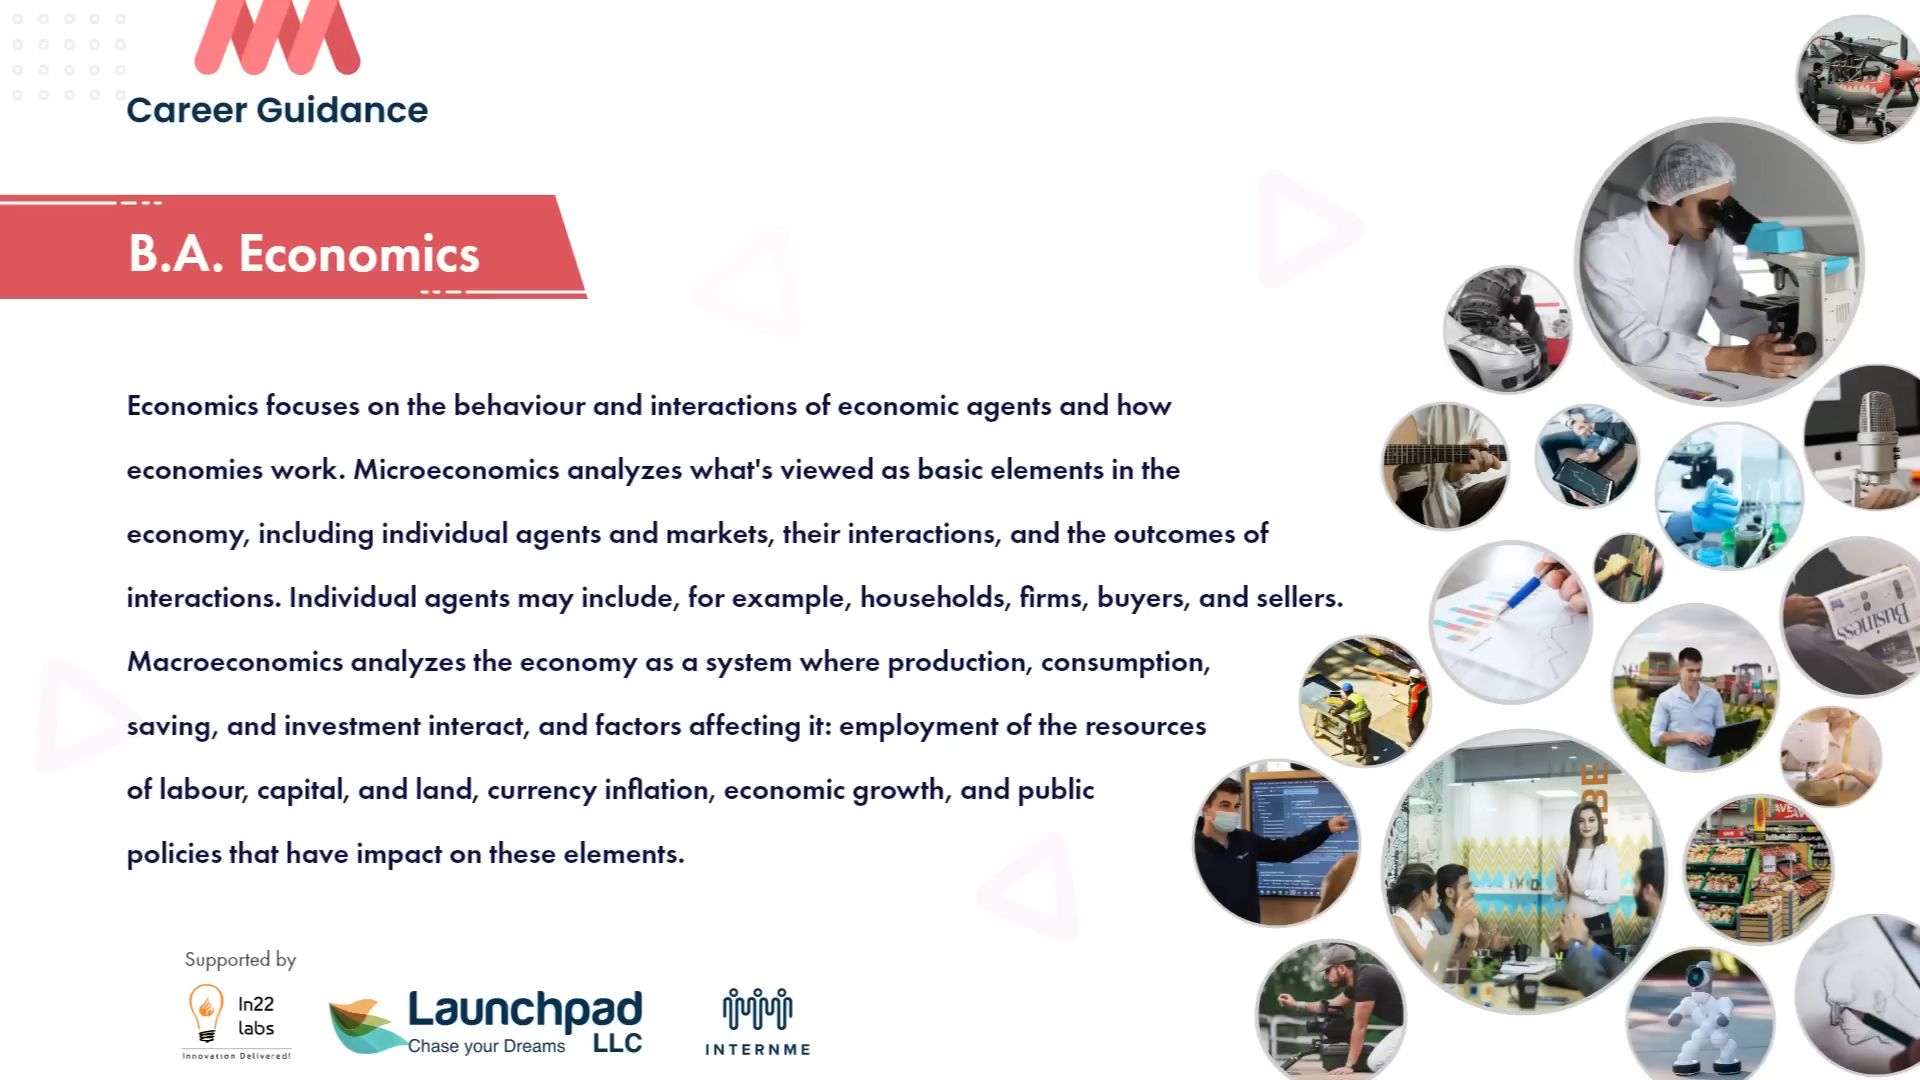 Career Guidance
B.A. Economics
Economics focuses on the behaviour and interactions of economic agents and how
economies work. Microeconomics analyzes what's viewed as basic elements in the
economy, including individual agents and markets, their interactions, and the outcomes of
interactions. Individual agents may include, for example, households, firms, buyers, and sellers.
Macroeconomics analyzes the economy as a system where production, consumption,
saving, and investment interact, and factors affecting it: employment of the resources
of labour, capital, and land, currency inflation, economic growth, and public
policies that have impact on these elements.
Supported by
In22
labs
Innovation Delivered!
Launchpad
LLC
Chase your Dreams
INTERNME
Business